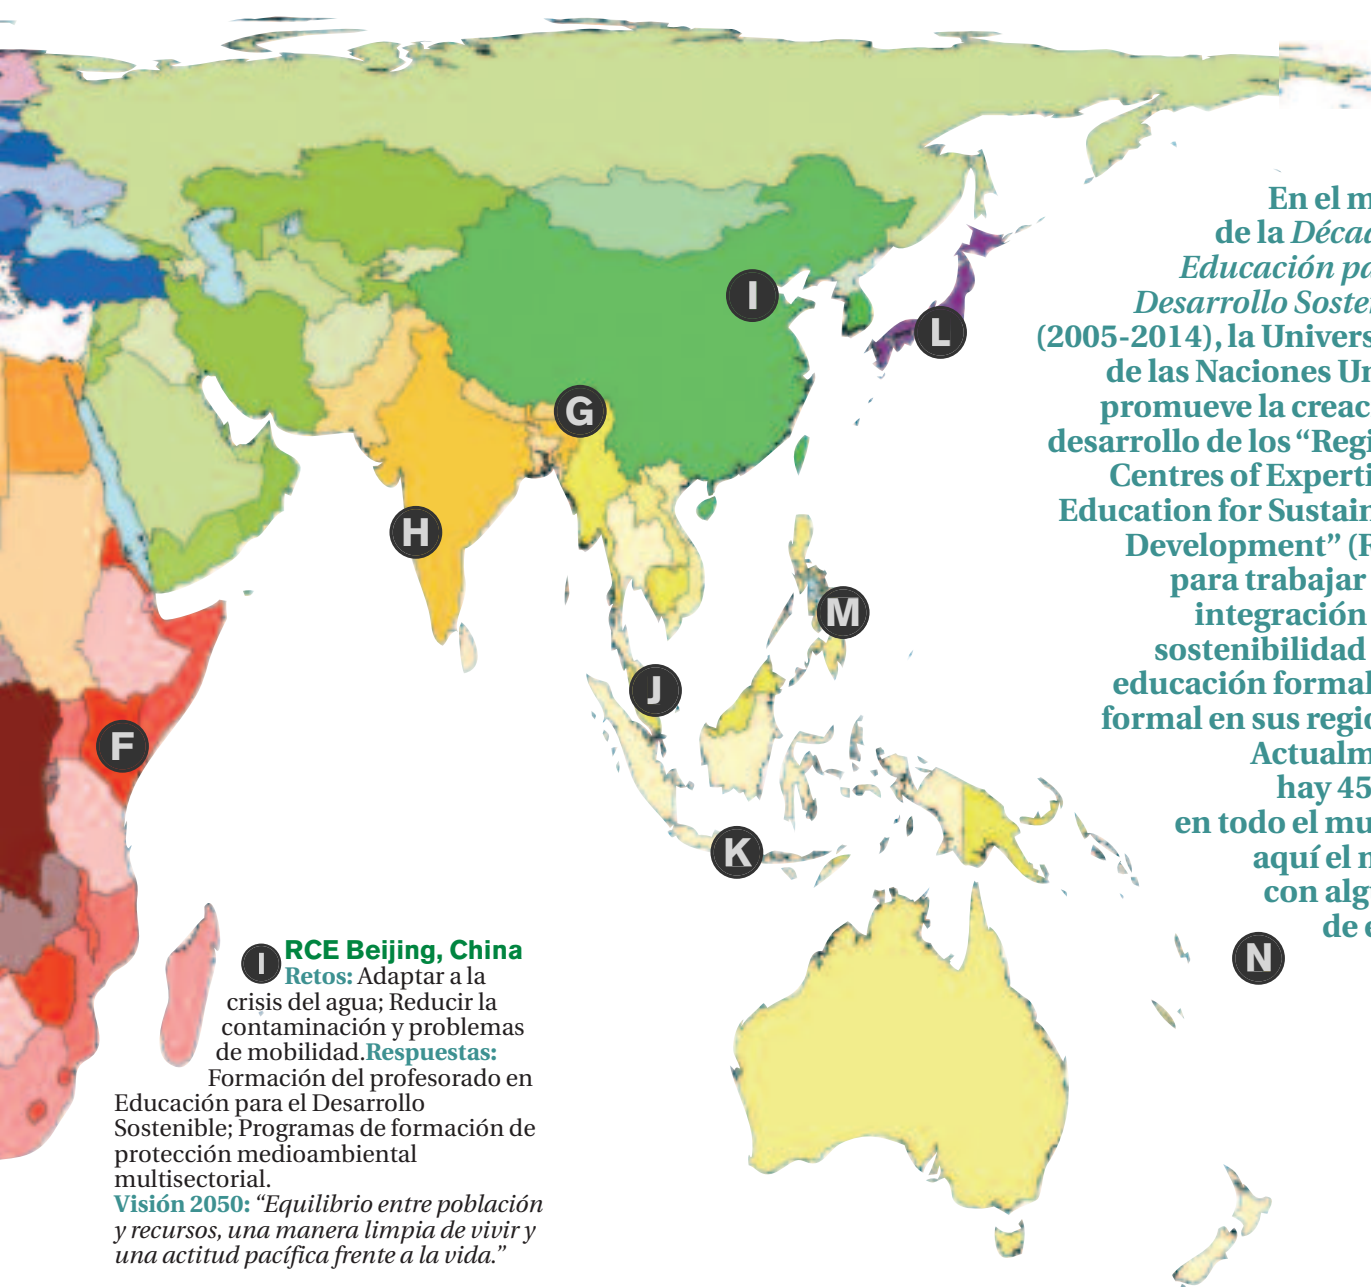 En el m
de la Décad
Educación pa
Desarrollo Soste
(2005-2014), la Univers
de las Naciones Un
promueve la creac
desarrollo de los “Regi
Centres of Experti
Education for Sustain
Development” (R
para trabajar
integración
sostenibilidad
educación formal
formal en sus regio
Actualm
hay 45
en todo el mu
aquí el m
con alg
de e
I
L
G
H
M
J
F
K
N
I RCE Beijing, China
Retos: Adaptar a la
crisis del agua; Reducir la
contaminación y problemas
de mobilidad.Respuestas:
Formación del profesorado en
Educación para el Desarrollo
Sostenible; Programas de formación de
protección medioambiental
multisectorial.
Visión 2050: “Equilibrio entre población
y recursos, una manera limpia de vivir y
una actitud pacífica frente a la vida.”